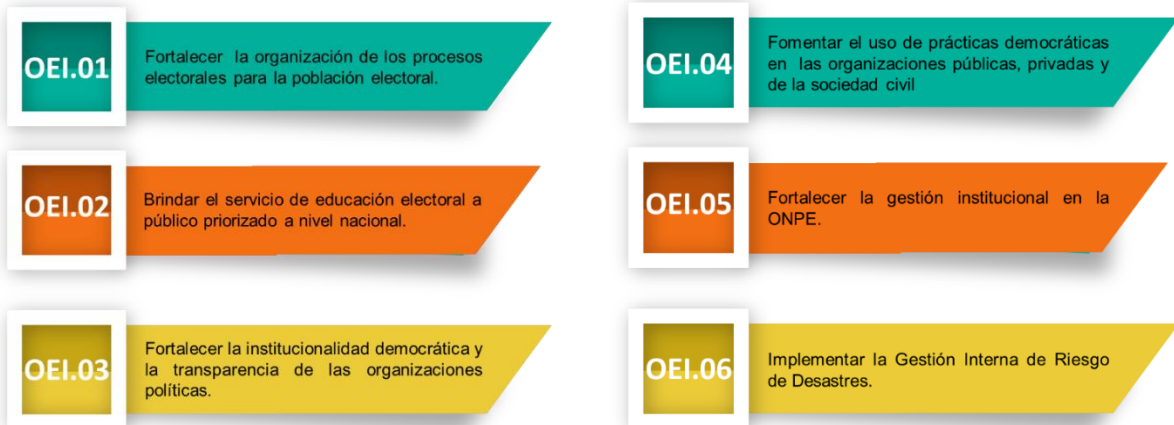 OEI.01
Fortalecer la organización de los procesos
electorales para la población electoral.
OEI.02
Brindar el servicio de educación electoral a
público priorizado a nivel nacional.
OEI.03
Fortalecer la institucionalidad democrática y
la transparencia de las organizaciones
políticas.
OEI.04
Fomentar el uso de prácticas democráticas
en las organizaciones públicas, privadas y
de la sociedad civil
OEI.05
Fortalecer la gestión institucional en la
ONPE.
OEI.06
Implementar la Gestión Interna de Riesgo
de Desastres.